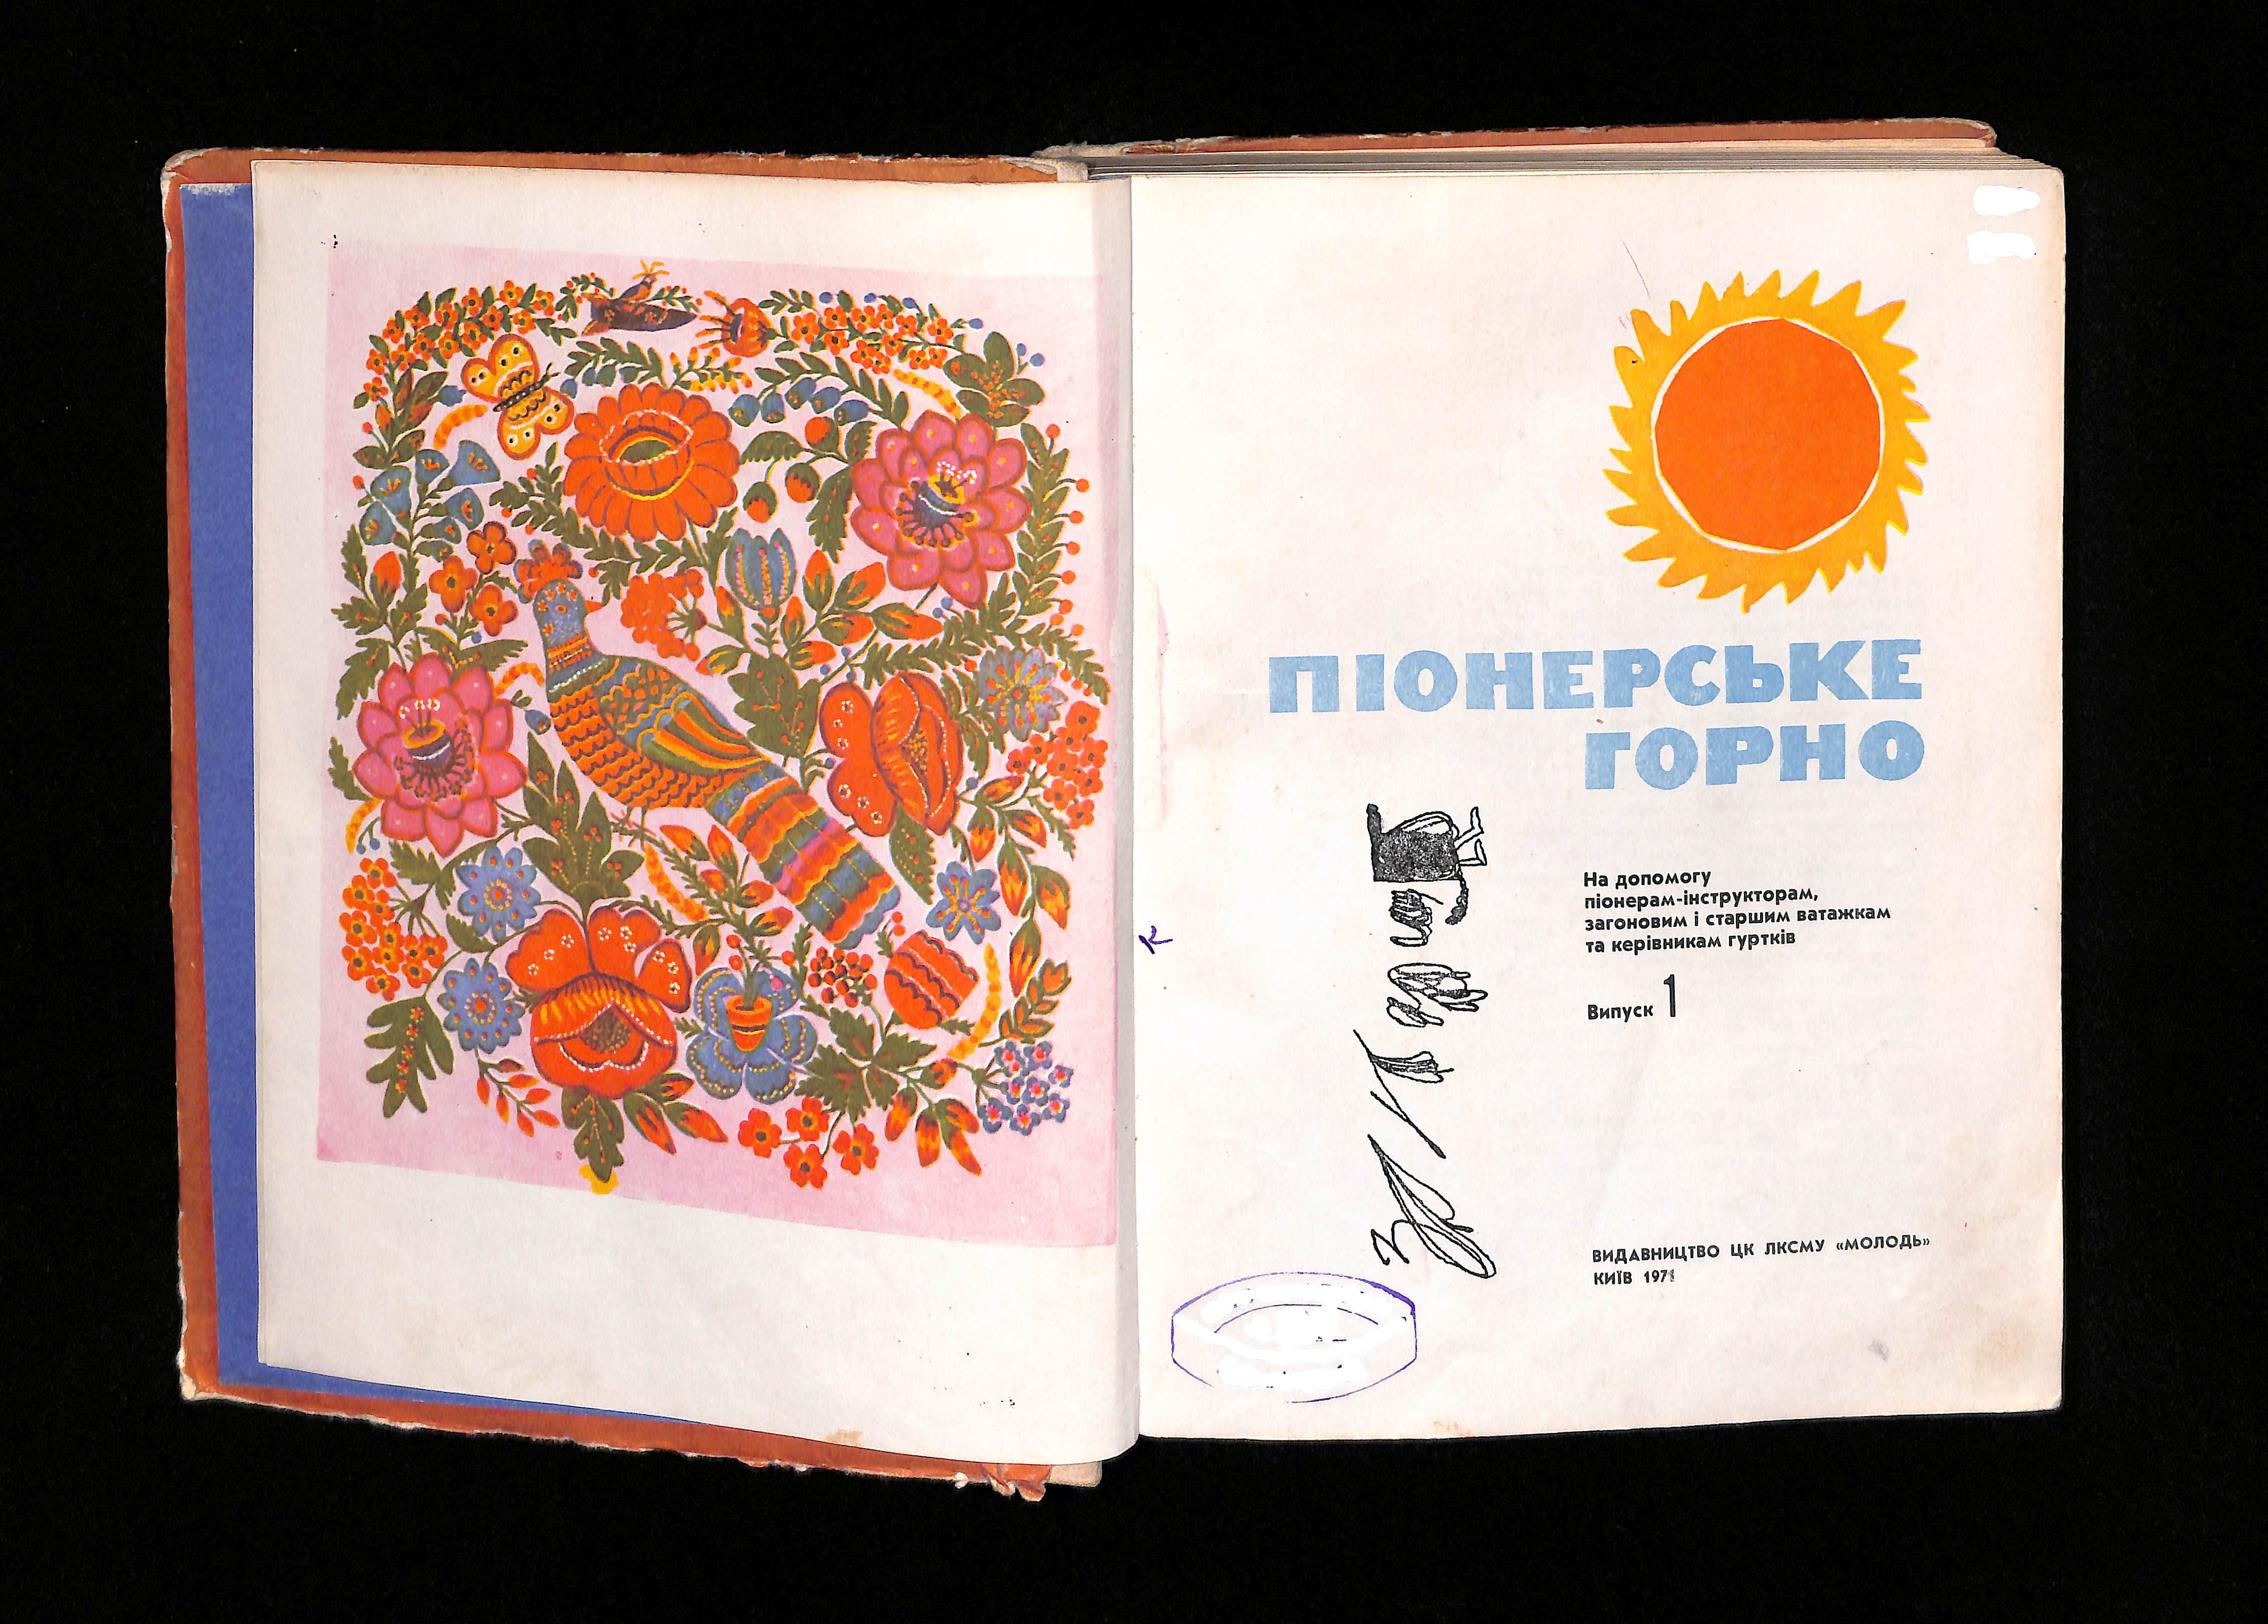 ПІОНЕРСЬКЕ
ГОРНО
На допомогу
піонерам-інструкторам,
загоновим і старшим ватажкам
та керівникам гуртків
Випуск 1
ВИДАВНИЦТВО ЦК ЛКСМУ «МОЛОДЬ»
КИЇВ 1971